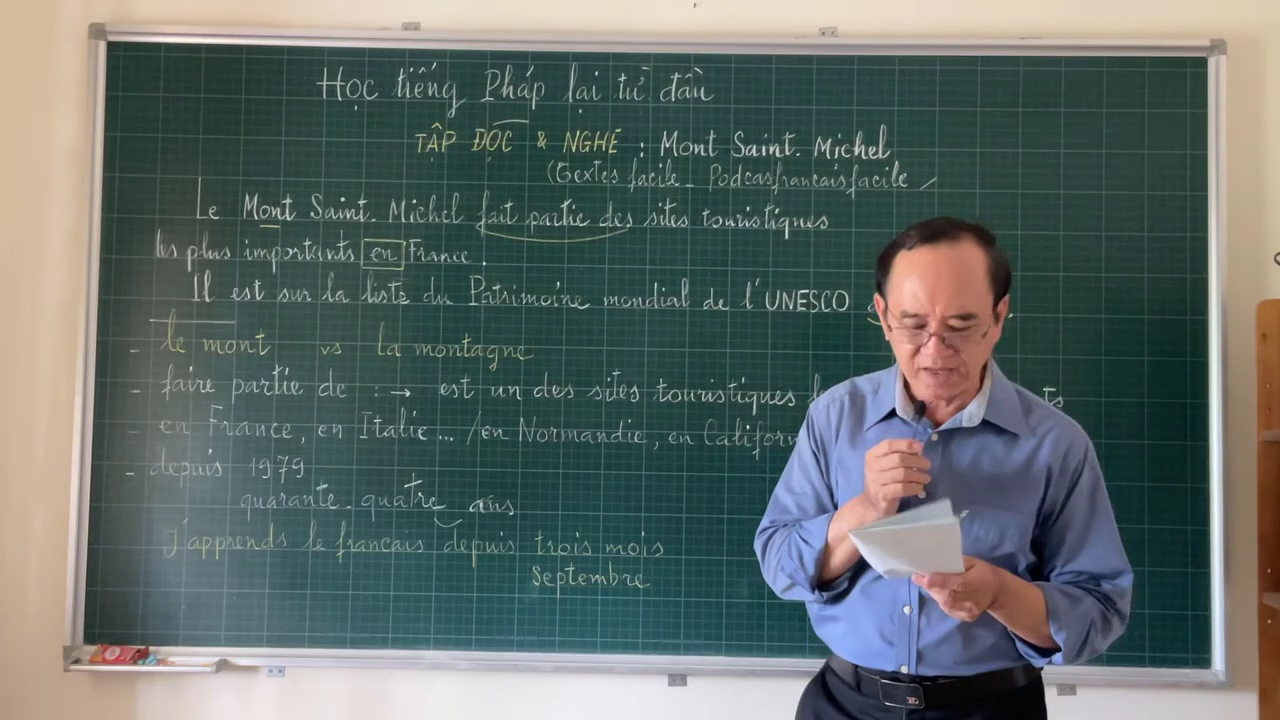 Học tiếng Pháp lại từ đầu
TẬP ĐỌC & NGHE : Mont Saint. Michel
(Textes facile _ Podcasfrancaisfacile /
Le Mont Saint. Michel fait partie des sites touristiques
les plus importants en France.
Il est sur la liste du Patrimoine mondial de l'UNESCO
- le mont vs la montagne
- faire partie de : → est un des sites touristiques
- en France, en Italie... / en Normandie, en Californ
- depuis 1979
quarante. quatre ans
J'apprends le francais depuis trois mois
septembre